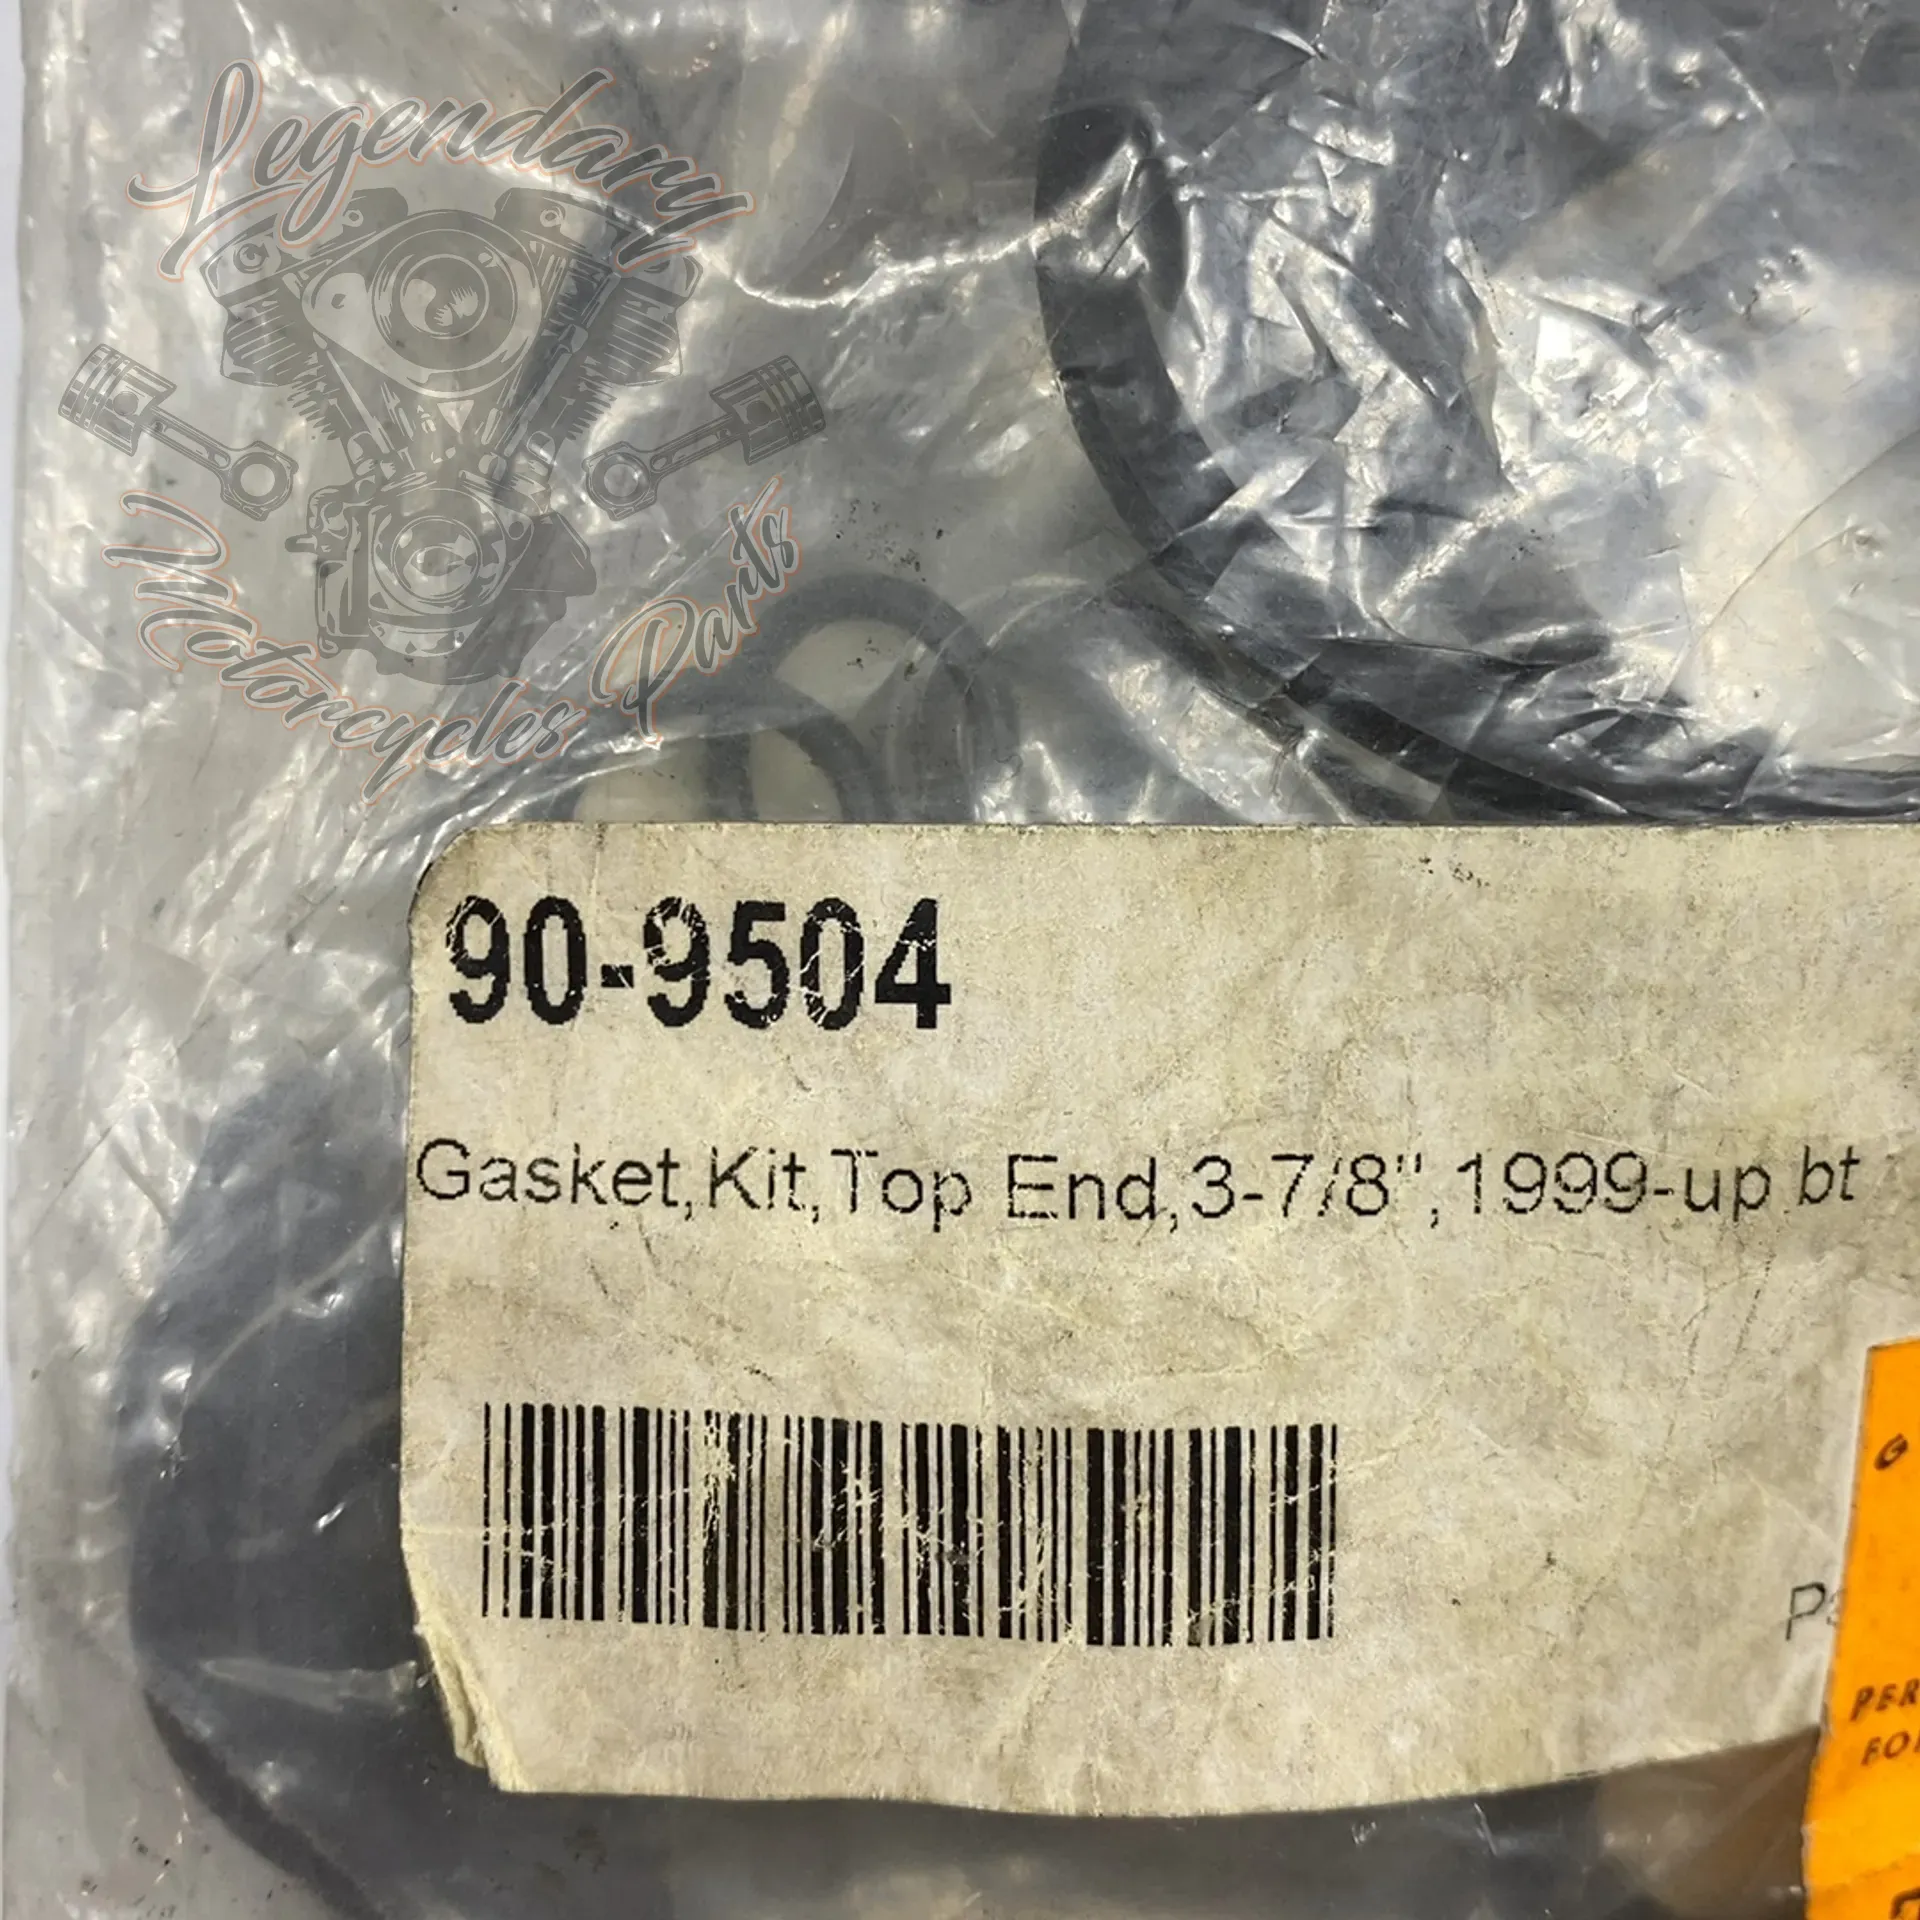 Legendary
Motorcycles Parts
90-9504
Gasket,Kit,Top End,3-7/8",1999-up bt